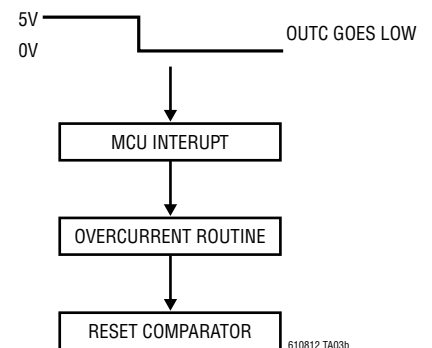 5V
0V
OUTC GOES LOW
MCU INTERUPT
OVERCURRENT ROUTINE
RESET COMPARATOR
610812 TA03b